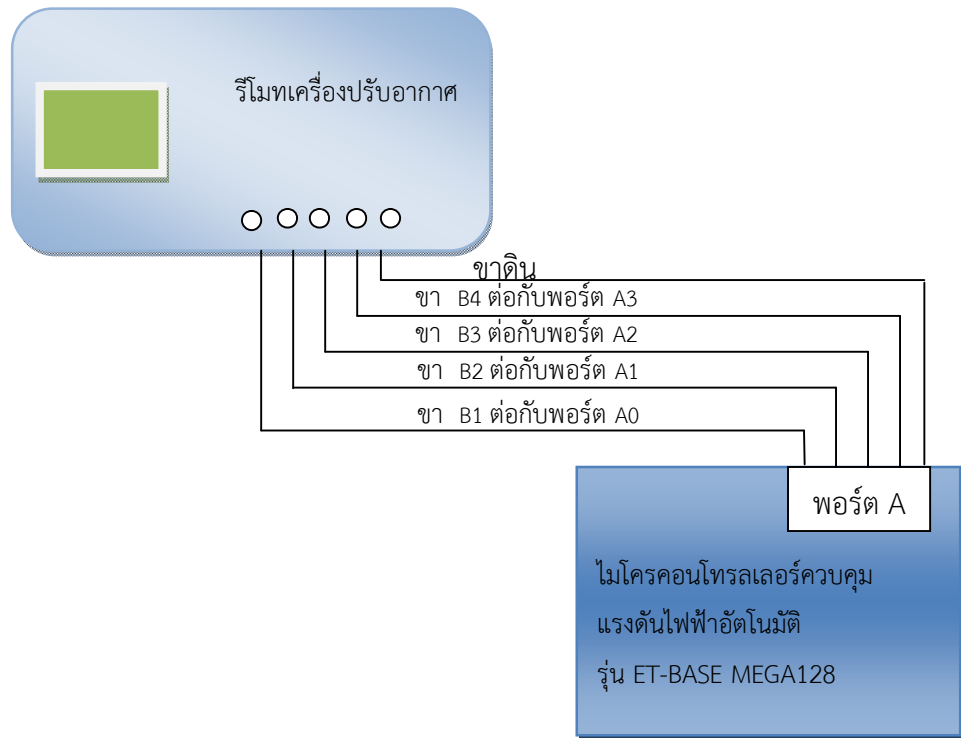 รีโมทเครื่องปรับอากาศ
ขาดิน
ขา B4 ต่อกับพอร์ต A3
ขา B3 ต่อกับพอร์ต A2
ขา B2 ต่อกับพอร์ต A1
ขา B1 ต่อกับพอร์ต A0
พอร์ต A
ไมโครคอนโทรลเลอร์ควบคุม
แรงดันไฟฟ้าอัตโนมัติ
รุ่น ET-BASE MEGA128